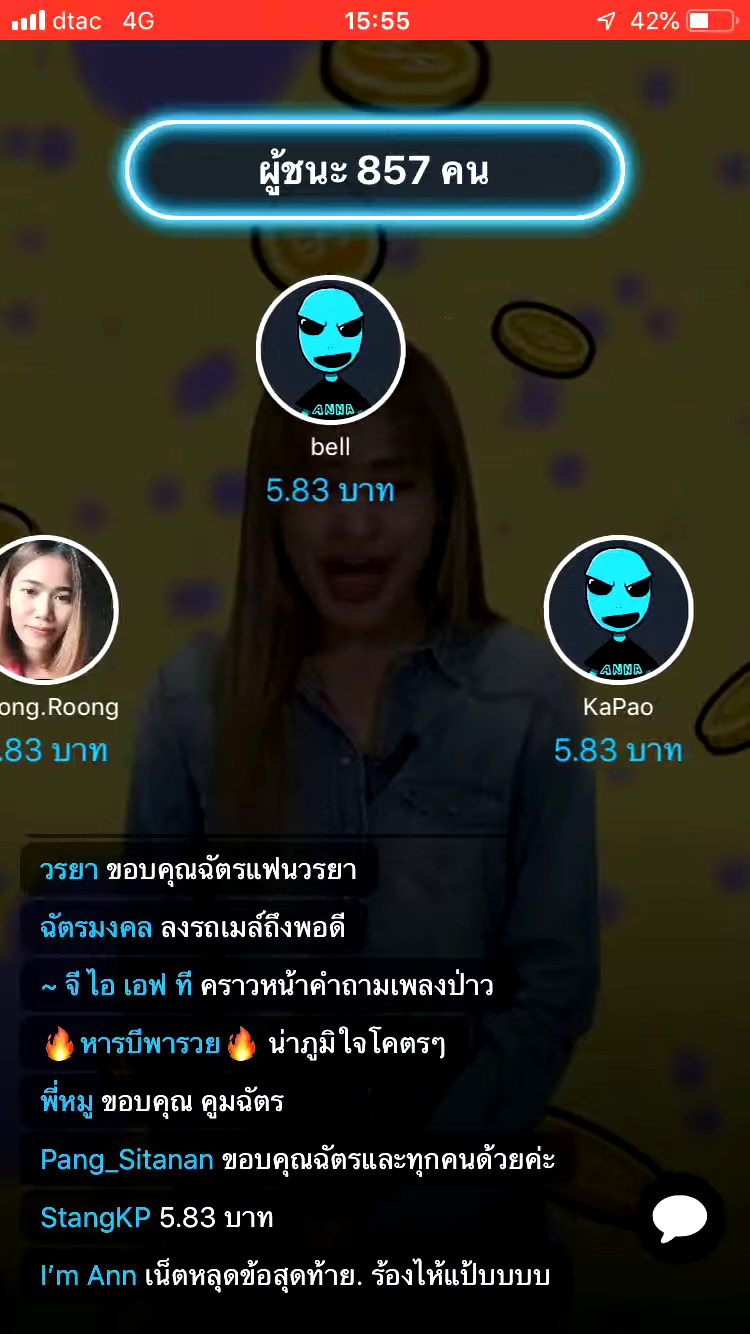 dtac 4G 15:55 42%
ผู้ชนะ 857 คน
ANNA
bell
5.83 บาท
ong.Roong
.83 บาท
ANNA
KaPao
5.83 บาท
วรยา ขอบคุณฉัตรแฟนวรยา
ฉัตรมงคล ลงรถเมล์ถึงพอดี
~ จี ไอ เอฟ ที คราวหน้าคำถามเพลงป่าว
🔥หารบีพารวย🔥 น่าภูมิใจโคตรๆ
พี่หมู ขอบคุณ คูมฉัตร
Pang_Sitanan ขอบคุณฉัตรและทุกคนด้วยค่ะ
StangKP 5.83 บาท
I’m Ann เน็ตหลุดข้อสุดท้าย. ร้องไห้แป้บบบบ